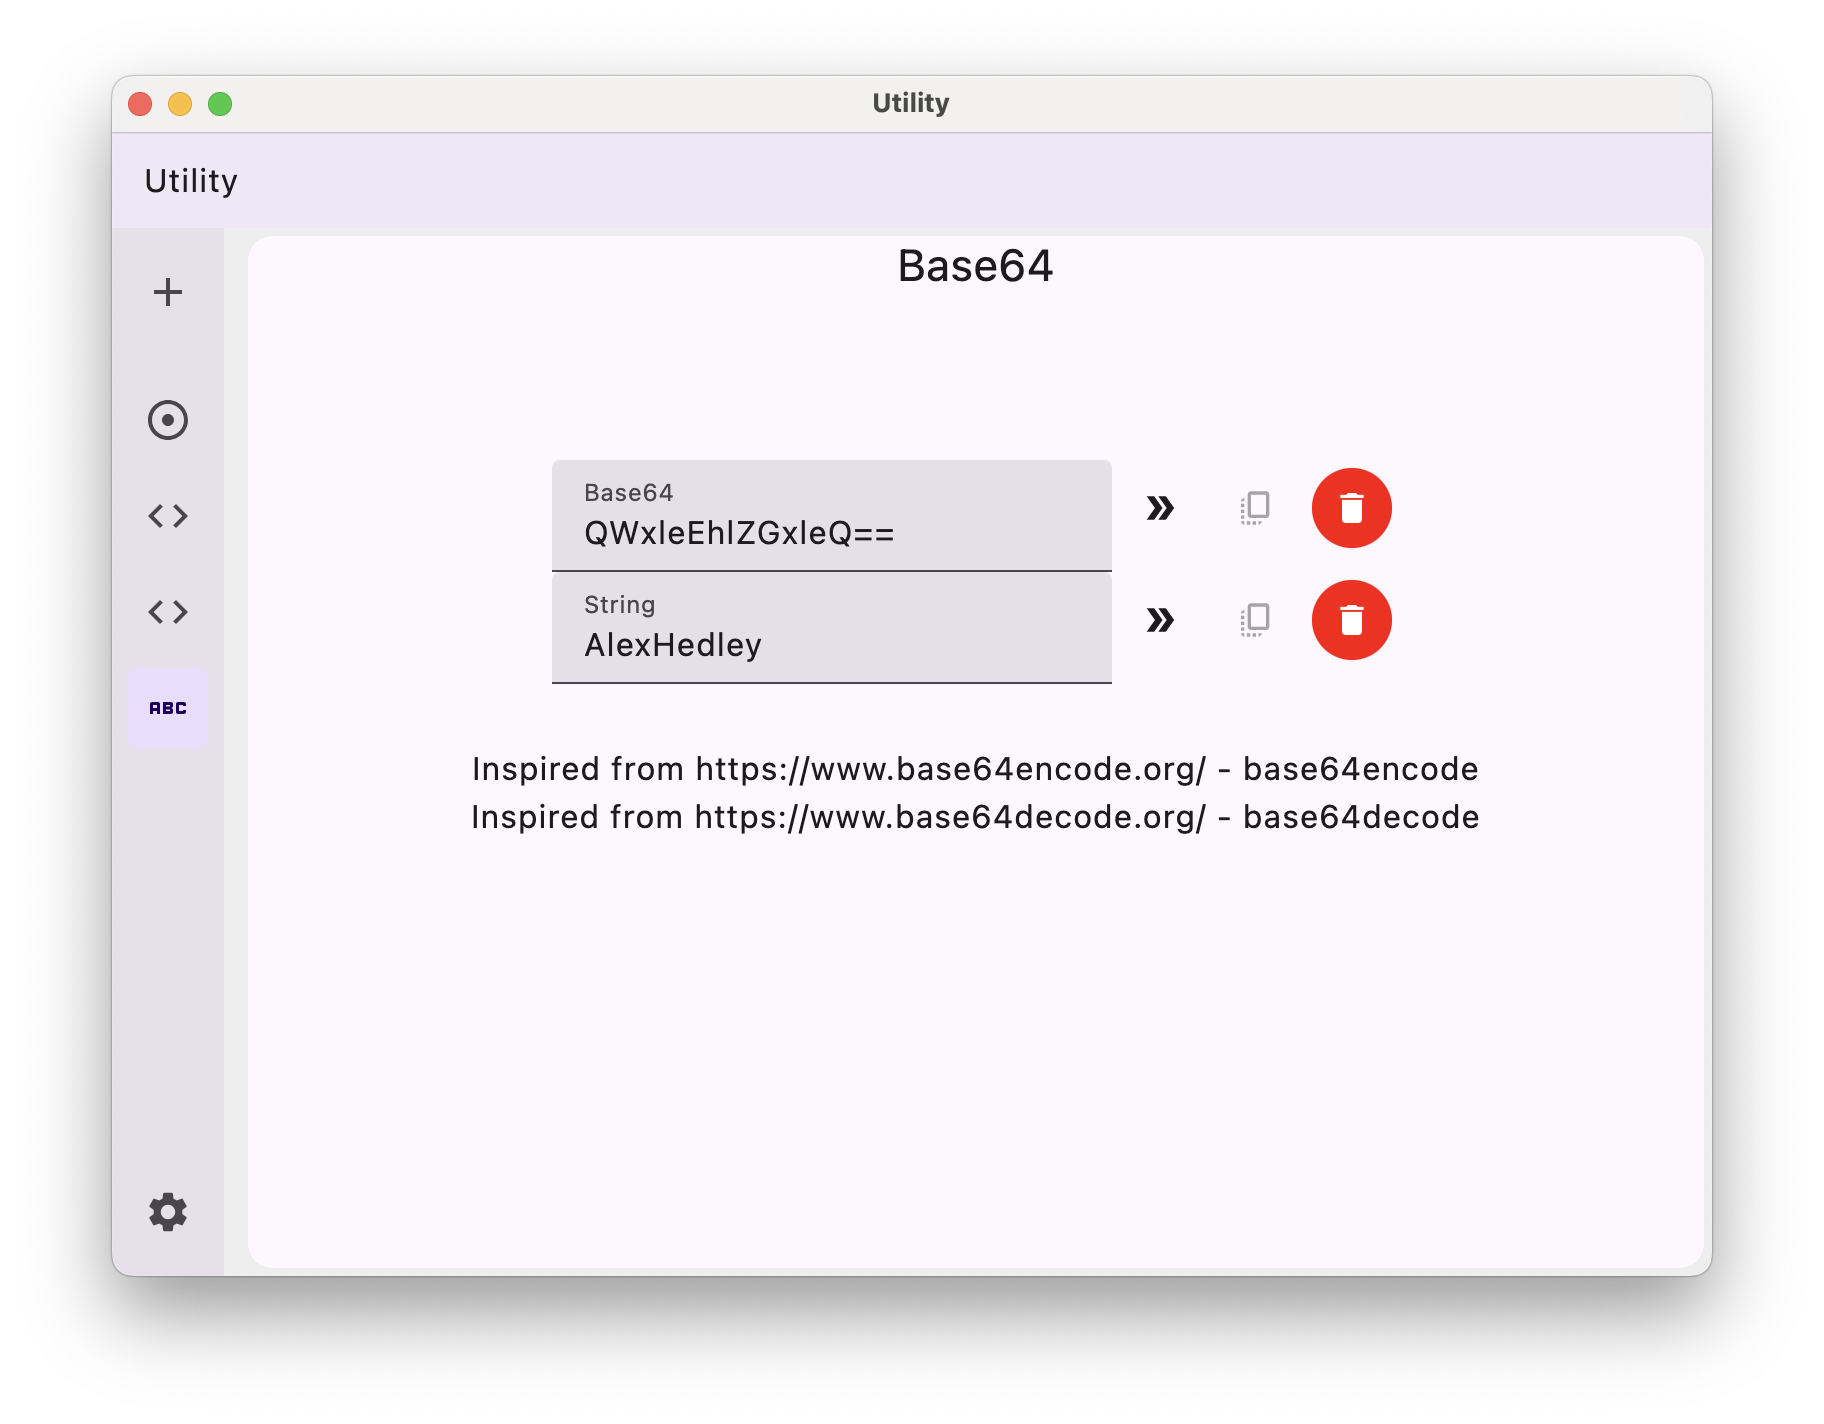 Utility
Utility
Base64
Base64
QWxleEhlZGxleQ==
String
AlexHedley
ABC
Inspired from https://www.base64encode.org/ - base64encode
Inspired from https://www.base64decode.org/ - base64decode